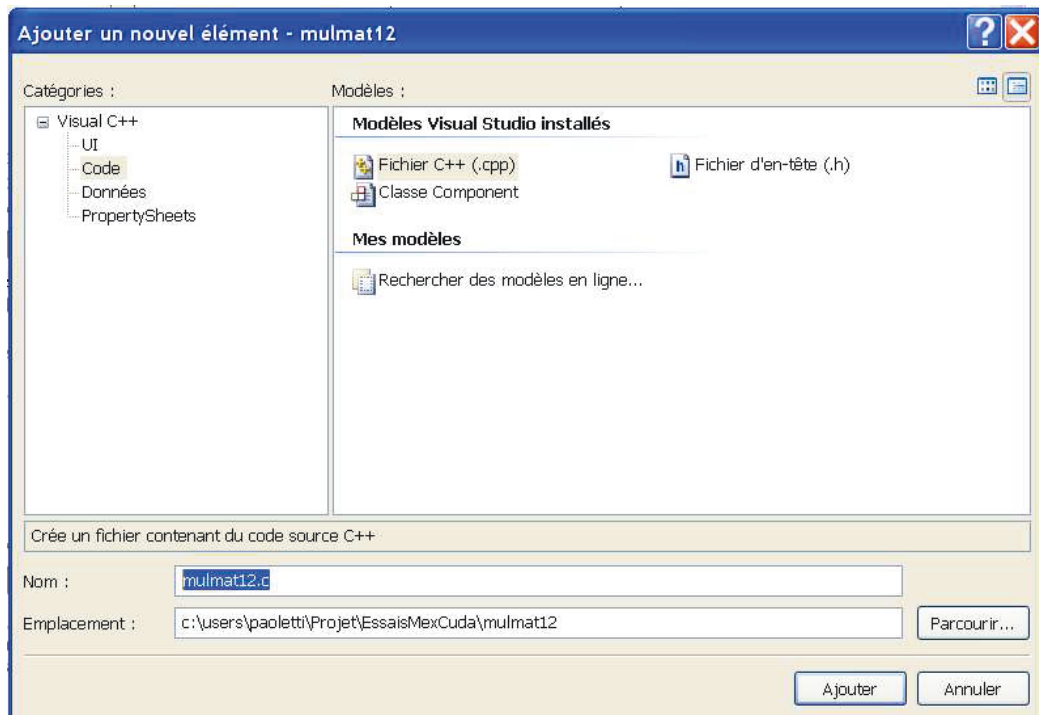 Ajouter un nouvel élément - mulmat12
Catégories :
Modèles :
Visual C++
UI
Code
Données
PropertySheets
Modèles Visual Studio installés
Fichier C++ (.cpp)
Fichier d'en-tête (.h)
Classe Component
Mes modèles
Rechercher des modèles en ligne...
Crée un fichier contenant du code source C++
Nom :
mulmat12.c
Emplacement :
c:\users\paoletti\Projet\EssaisMexCuda\mulmat12
Parcourir...
Ajouter
Annuler